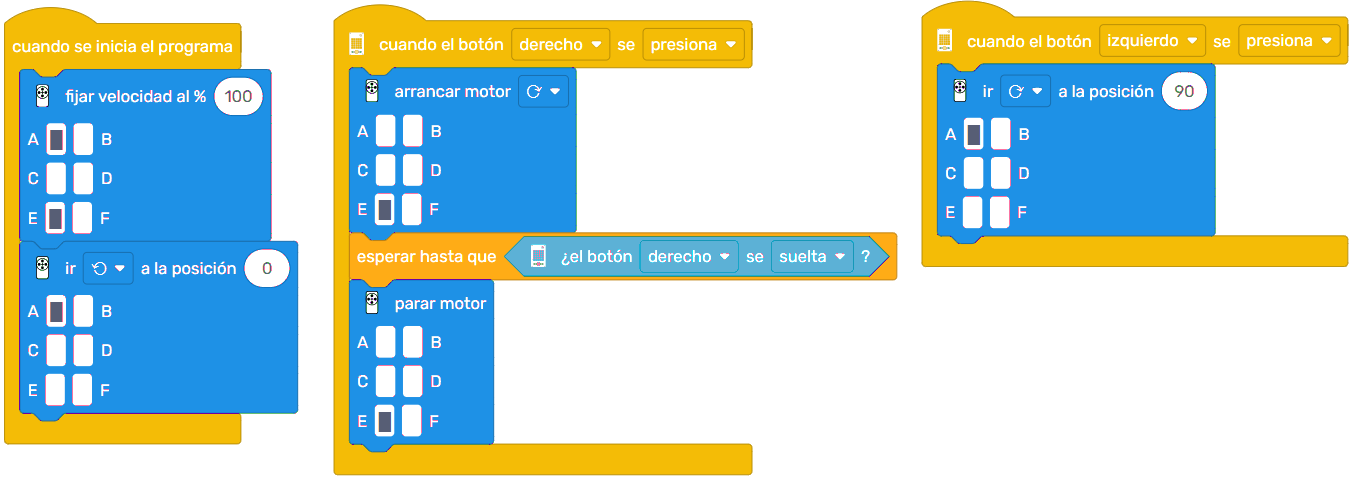 cuando se inicia el programa
fijar velocidad al % 100
A B
C D
E F
ir a la posición 0
A B
C D
E F
cuando el botón derecho se presiona
arrancar motor
A B
C D
E F
esperar hasta que ¿el botón derecho se suelta ?
parar motor
A B
C D
E F
cuando el botón izquierdo se presiona
ir a la posición 90
A B
C D
E F